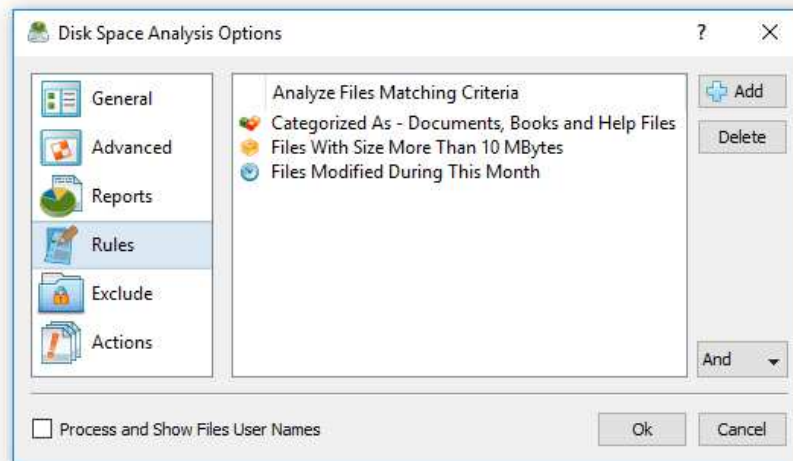 Disk Space Analysis Options
?
General
Advanced
Reports
Rules
Exclude
Actions
Analyze Files Matching Criteria
Categorized As - Documents, Books and Help Files
Files With Size More Than 10 MBytes
Files Modified During This Month
Add
Delete
And
Process and Show Files User Names
Ok
Cancel